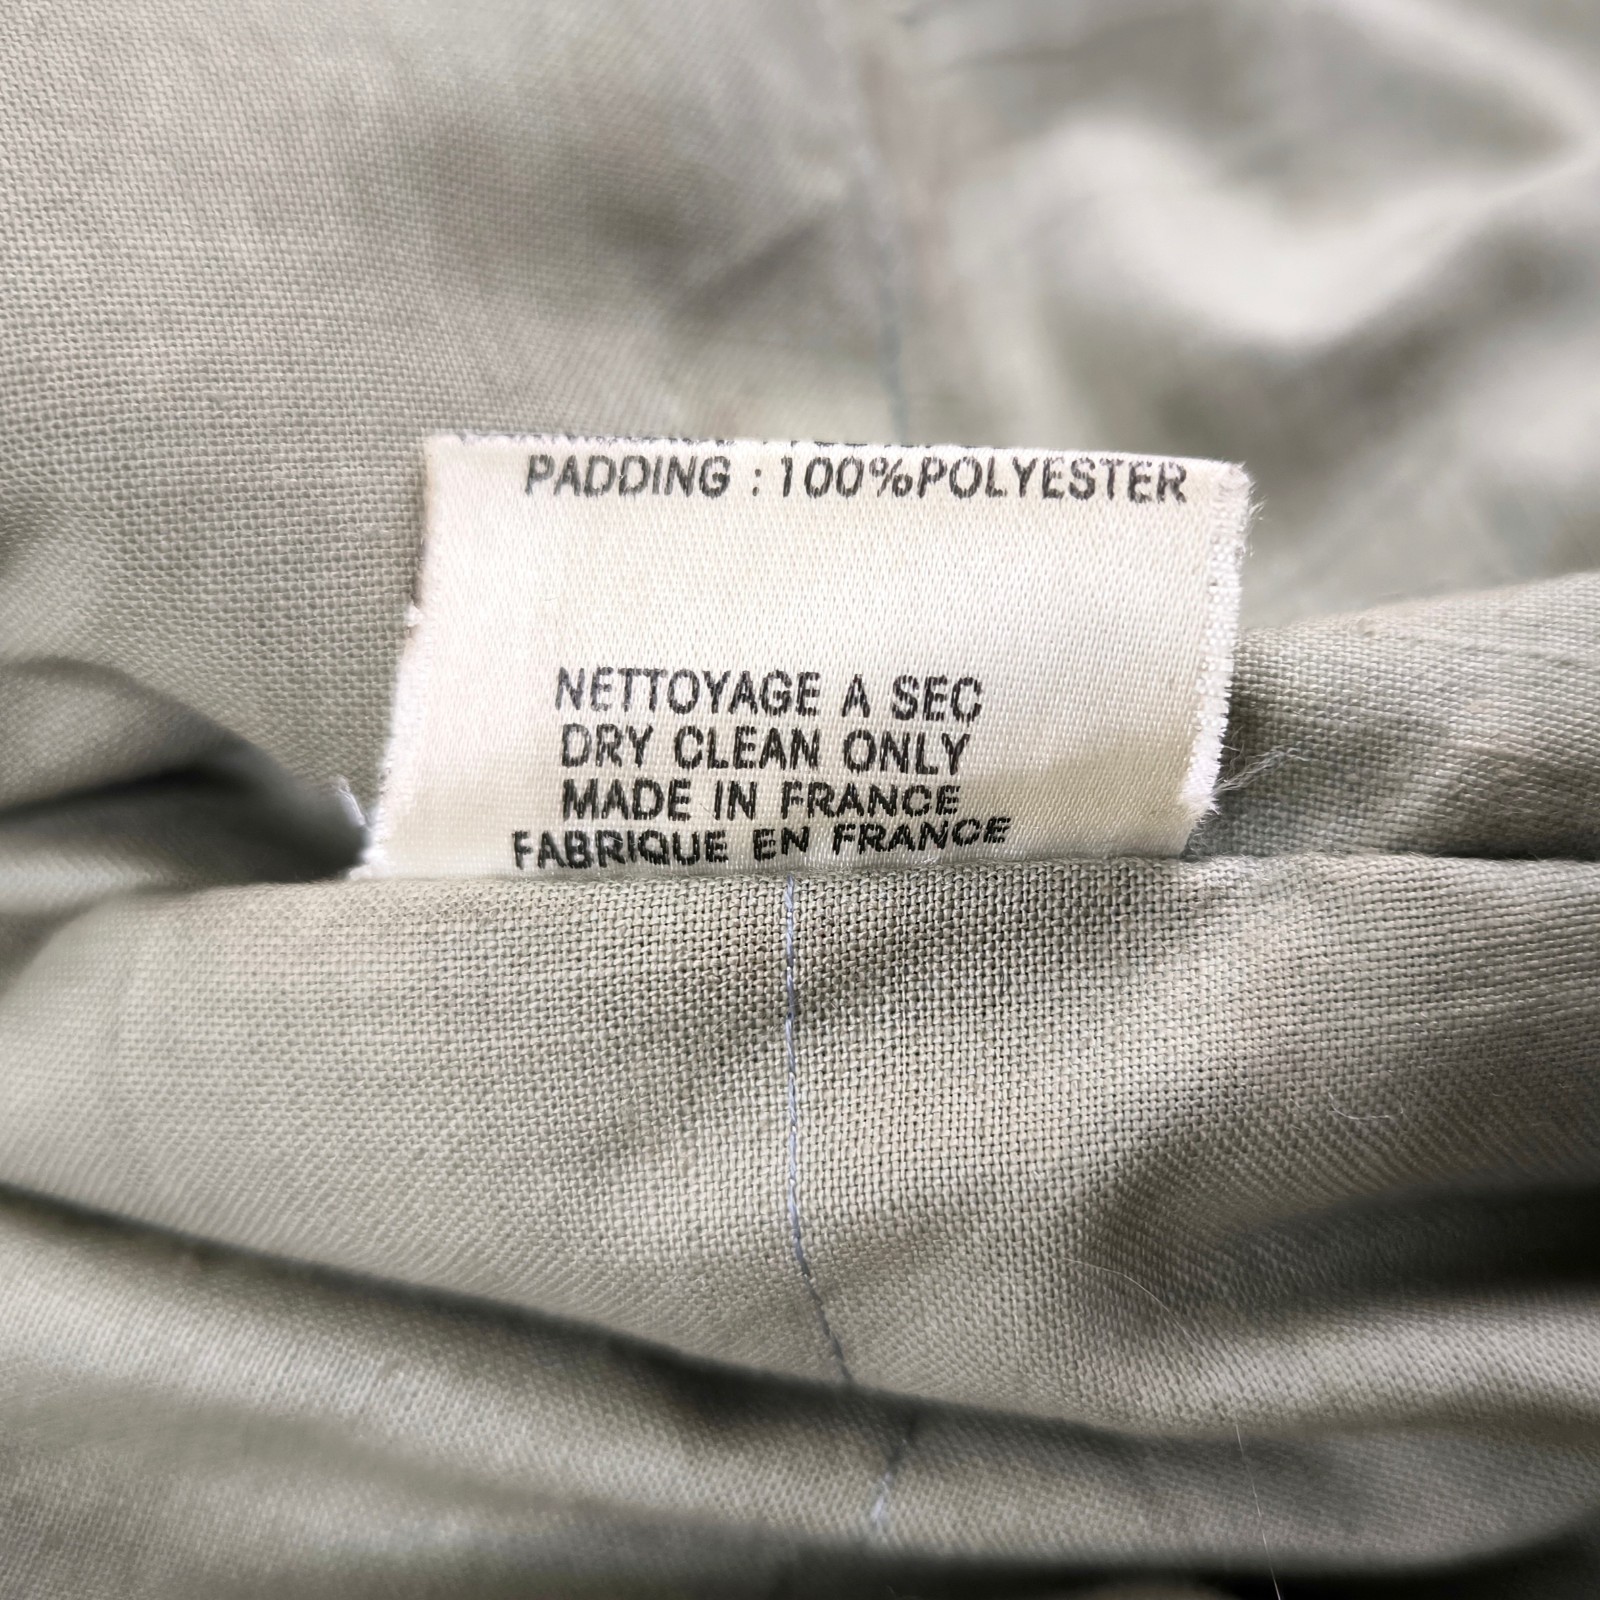 PADDING : 100%POLYESTER
NETTOYAGE A SEC
DRY CLEAN ONLY
MADE IN FRANCE
FABRIQUE EN FRANCE